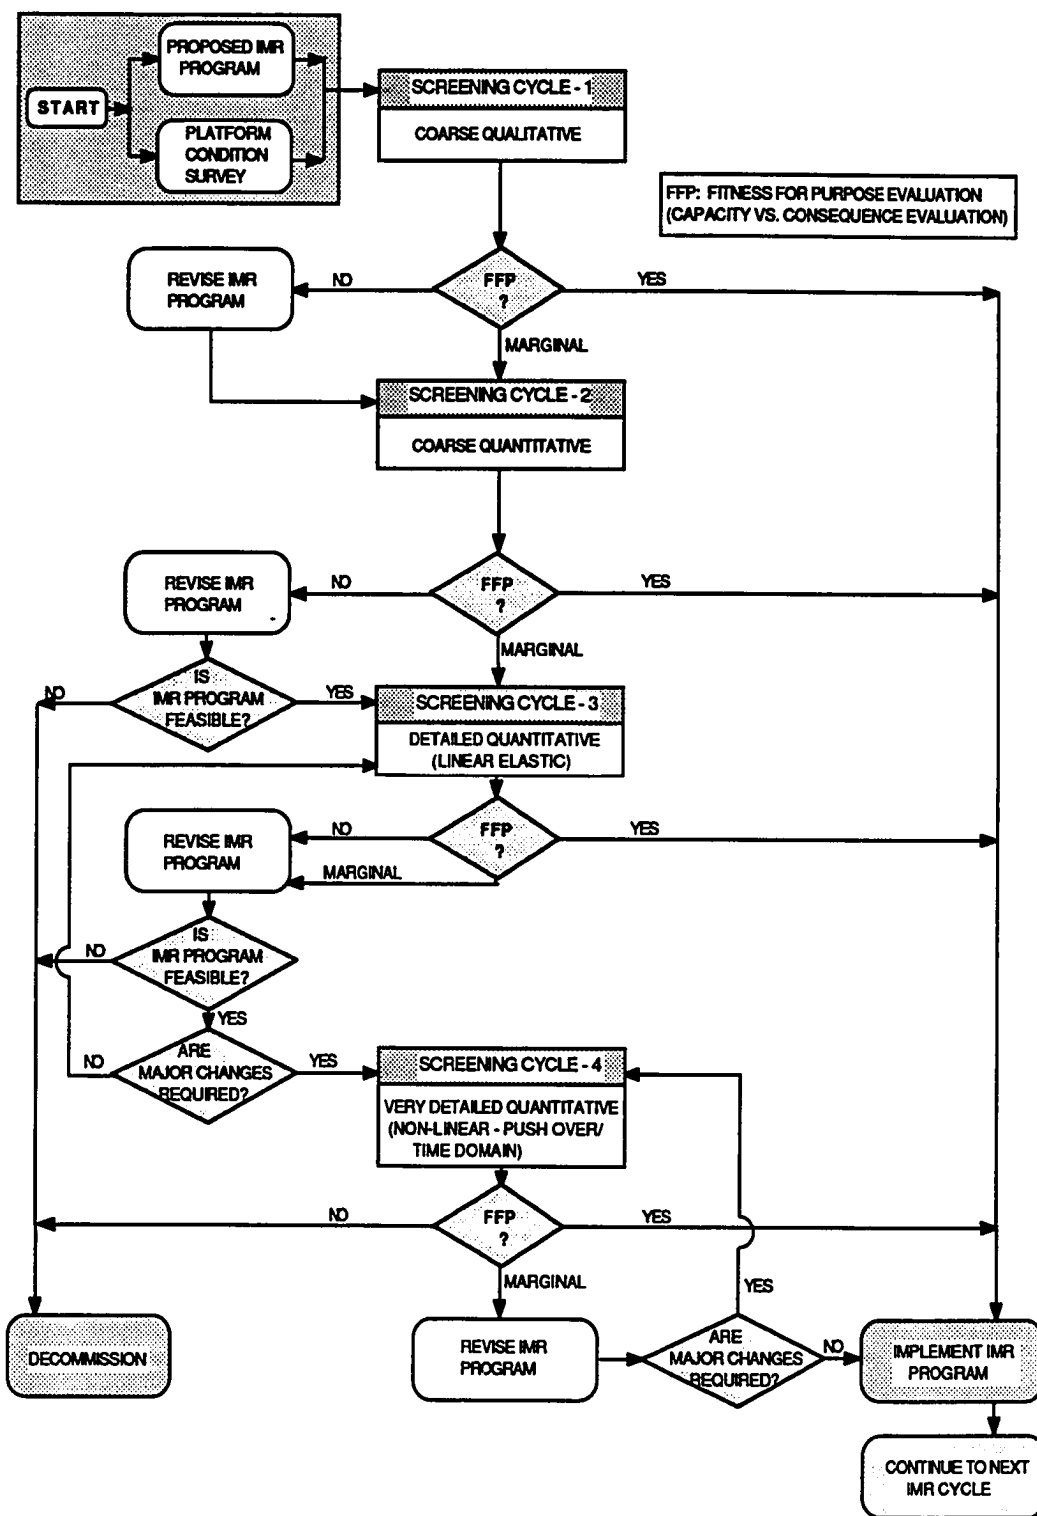 PROPOSED IMR
PROGRAM
START
PLATFORM
CONDITION
SURVEY
SCREENING CYCLE - 1
COARSE QUALITATIVE
FFP: FITNESS FOR PURPOSE EVALUATION
(CAPACITY VS. CONSEQUENCE EVALUATION)
REVISE IMR
PROGRAM
NO
FFP
?
YES
MARGINAL
SCREENING CYCLE - 2
COARSE QUANTITATIVE
REVISE IMR
PROGRAM
NO
FFP
?
YES
MARGINAL
NO
IS
IMR PROGRAM
FEASIBLE?
YES
SCREENING CYCLE - 3
DETAILED QUANTITATIVE
(LINEAR ELASTIC)
REVISE IMR
PROGRAM
NO
FFP
?
YES
MARGINAL
NO
IS
IMR PROGRAM
FEASIBLE?
YES
NO
ARE
MAJOR CHANGES
REQUIRED?
YES
SCREENING CYCLE - 4
VERY DETAILED QUANTITATIVE
(NON-LINEAR - PUSH OVER/
TIME DOMAIN)
NO
FFP
?
YES
MARGINAL
YES
DECOMMISSION
REVISE IMR
PROGRAM
ARE
MAJOR CHANGES
REQUIRED?
NO
IMPLEMENT IMR
PROGRAM
CONTINUE TO NEXT
IMR CYCLE